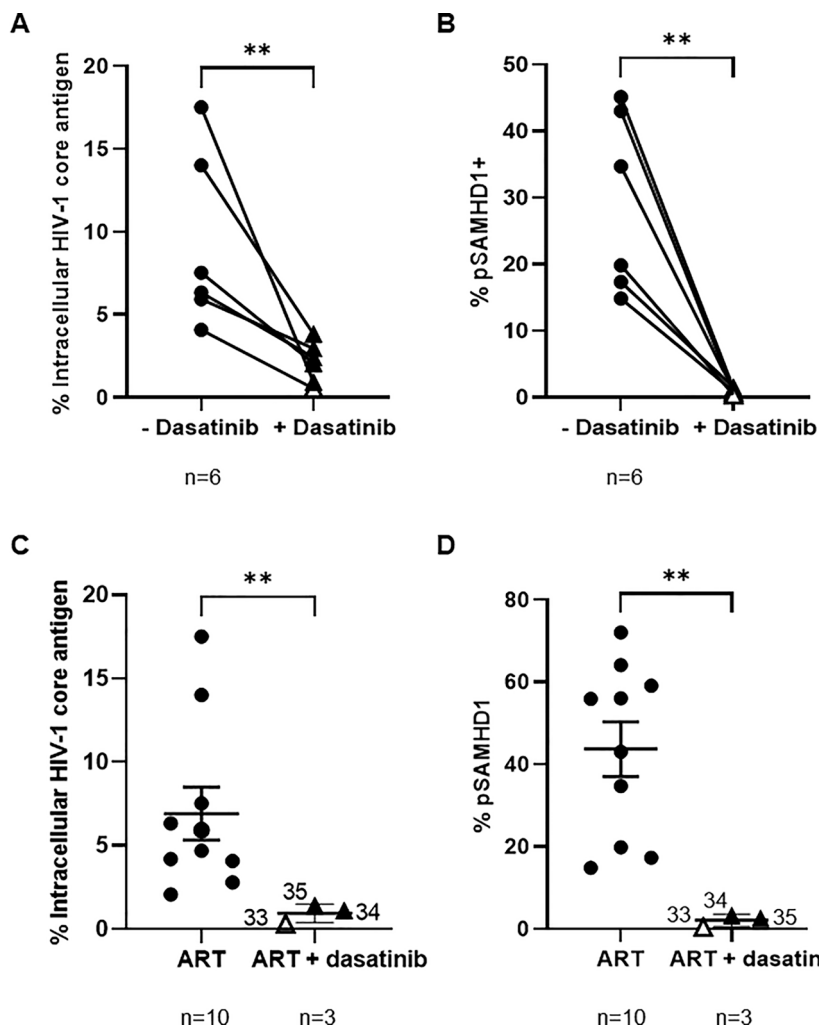 A
**
% Intracellular HIV-1 core antigen
20
15
10
5
0
- Dasatinib + Dasatinib
n=6
B
**
% pSAMHD1+
50
40
30
20
10
0
- Dasatinib + Dasatinib
n=6
C
**
% Intracellular HIV-1 core antigen
20
15
10
5
0
35
33
34
ART ART + dasatinib
n=10 n=3
D
**
% pSAMHD1
80
60
40
20
0
34
33
35
ART ART + dasatin
n=10 n=3